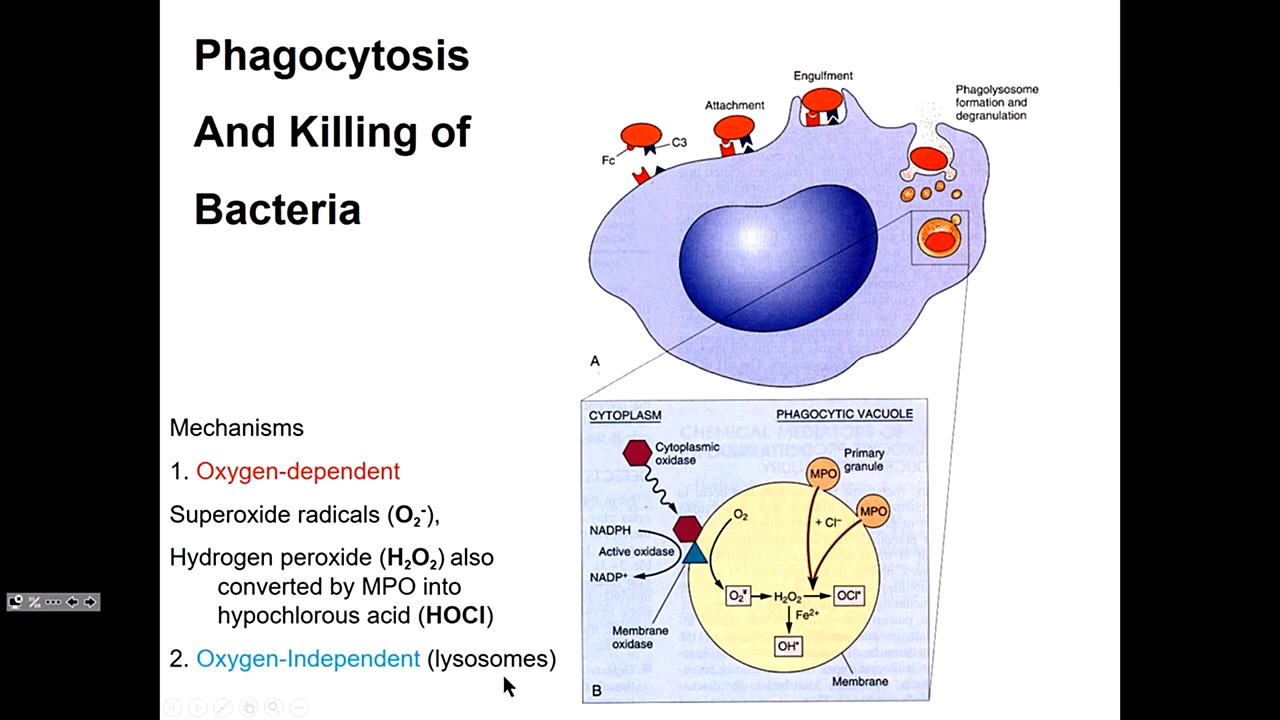 Phagocytosis
And Killing of
Bacteria
Engulfment
Attachment
Phagolysosome
formation and
degranulation
Fc
C3
A
Mechanisms
1. Oxygen-dependent
Superoxide radicals (O₂⁻),
Hydrogen peroxide (H₂O₂) also
converted by MPO into
hypochlorous acid (HOCl)
2. Oxygen-Independent (lysosomes)
CYTOPLASM
PHAGOCYTIC VACUOLE
Cytoplasmic
oxidase
Primary
granule
MPO
MPO
O₂
+ Cl⁻
NADPH
Active oxidase
NADP⁺
H₂O₂
OCl•
Fe²⁺
OH•
Membrane
oxidase
Membrane
B